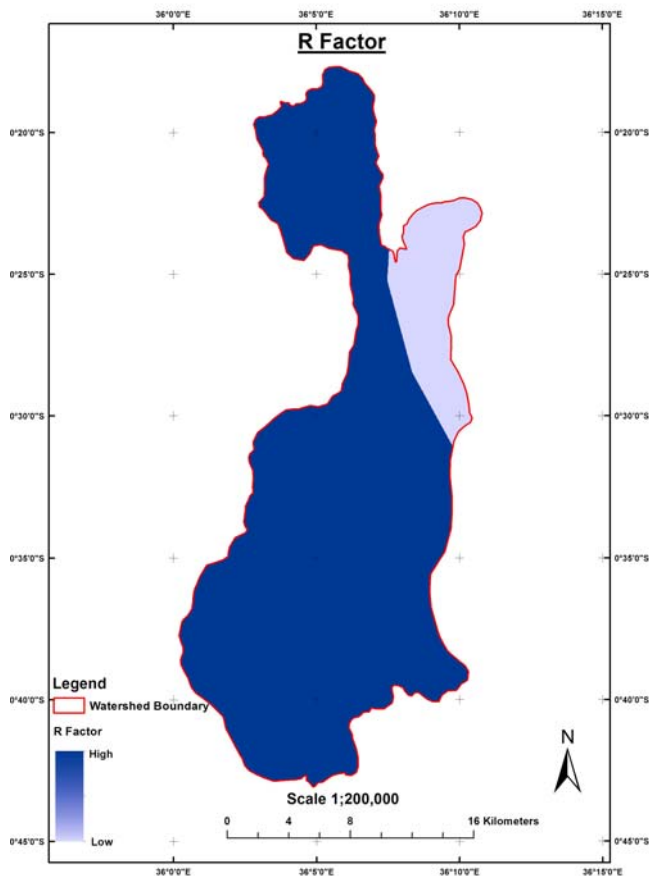 36°0'0"E 36°5'0"E 36°10'0"E 36°15'0"E
R Factor
0°20'0"S 0°20'0"S
0°25'0"S 0°25'0"S
0°30'0"S 0°30'0"S
0°35'0"S 0°35'0"S
Legend
0°40'0"S 0°40'0"S
Watershed Boundary
R Factor
High
N
Low
Scale 1;200,000
0 4 8 16 Kilometers
0°45'0"S 0°45'0"S
36°0'0"E 36°5'0"E 36°10'0"E 36°15'0"E